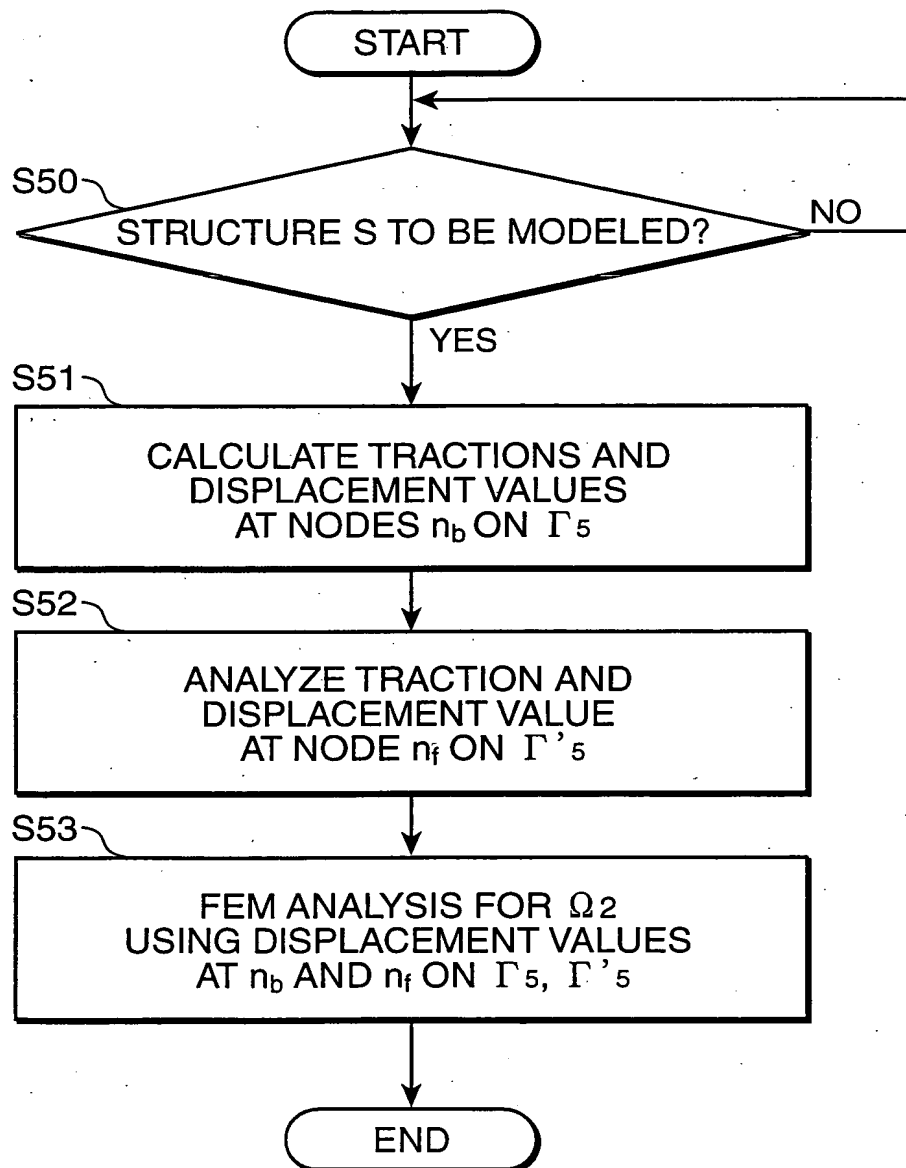 START
S50
STRUCTURE S TO BE MODELED?
NO
YES
S51
CALCULATE TRACTIONS AND
DISPLACEMENT VALUES
AT NODES n_b ON Γ5
S52
ANALYZE TRACTION AND
DISPLACEMENT VALUE
AT NODE n_f ON Γ'5
S53
FEM ANALYSIS FOR Ω2
USING DISPLACEMENT VALUES
AT n_b AND n_f ON Γ5, Γ'5
END